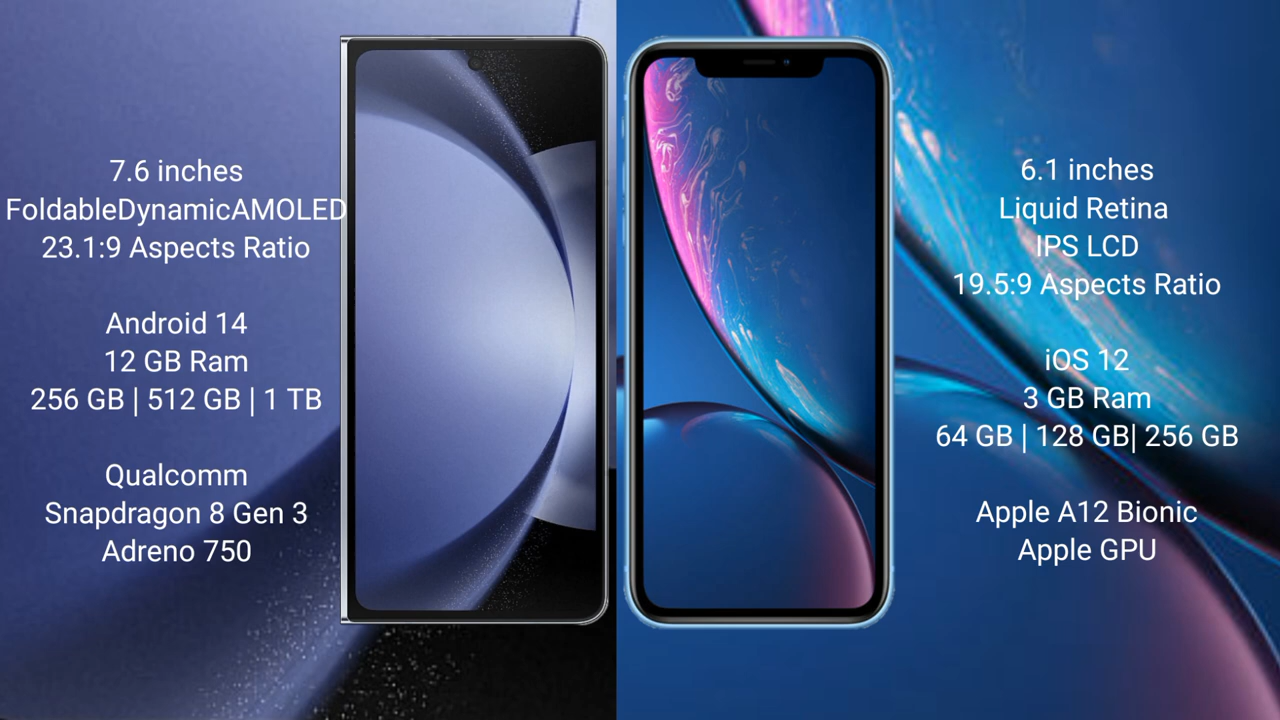 7.6 inches
FoldableDynamicAMOLED
23.1:9 Aspects Ratio
Android 14
12 GB Ram
256 GB | 512 GB | 1 TB
Qualcomm
Snapdragon 8 Gen 3
Adreno 750
6.1 inches
Liquid Retina
IPS LCD
19.5:9 Aspects Ratio
iOS 12
3 GB Ram
64 GB | 128 GB| 256 GB
Apple A12 Bionic
Apple GPU